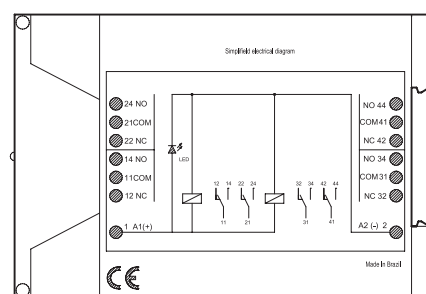 Simplifield electrical diagram
24 NO
NO 44
21COM
COM41
22 NC
NC 42
LED
14 NO
NO 34
11COM
COM31
12 NC
NC 32
12 14 22 24 32 34 42 44
11 21 31 41
1 A1(+)
A2 (-) 2
Made In Brazil
CE